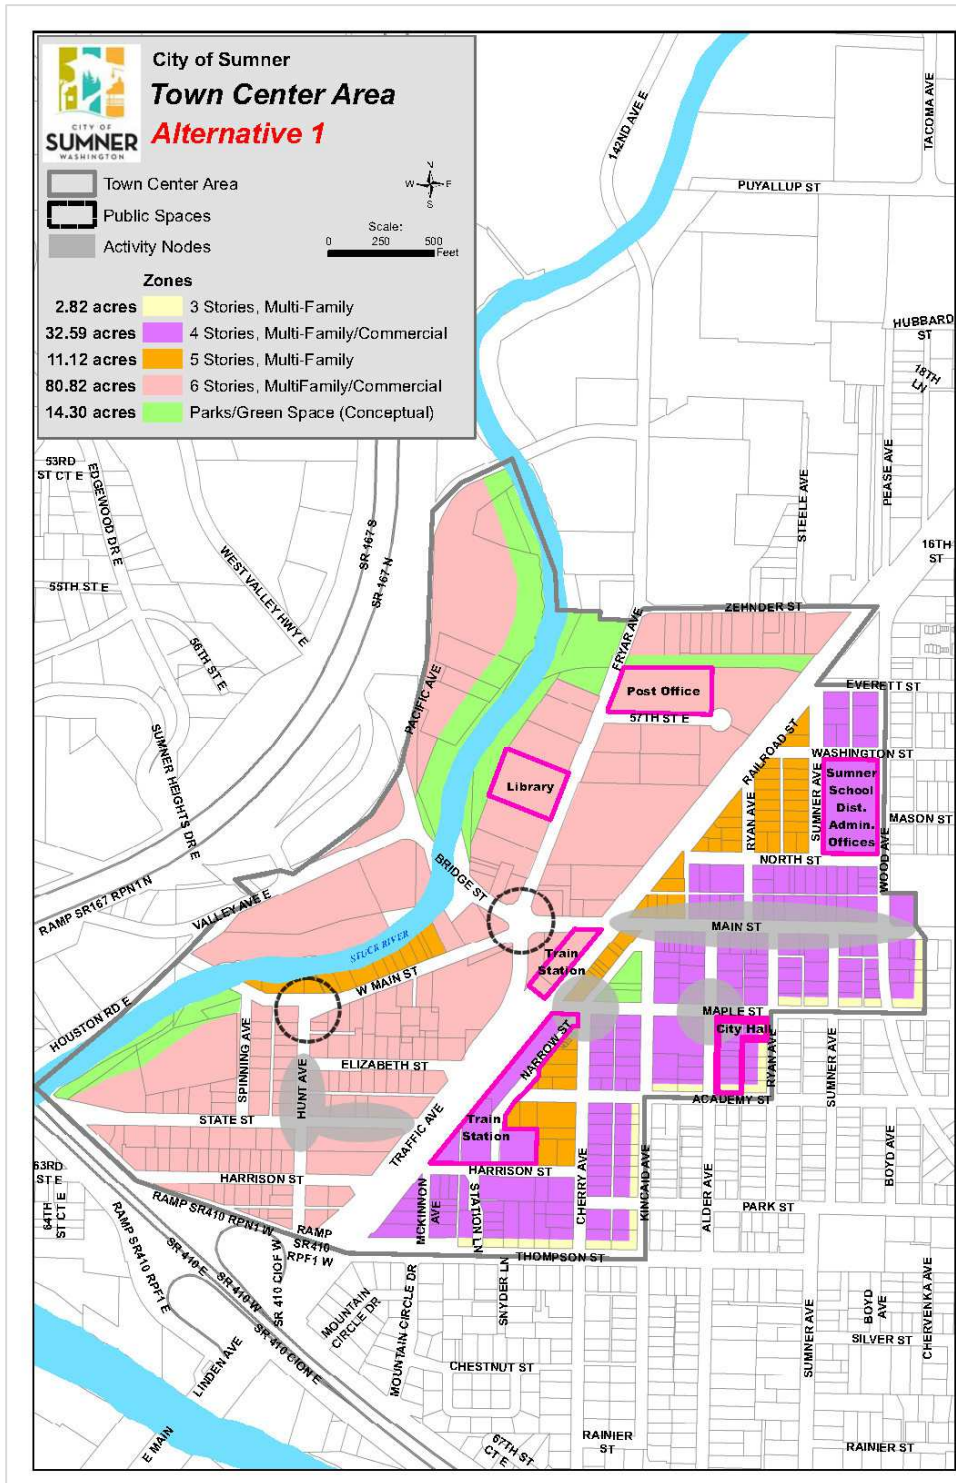 City of Sumner
Town Center Area
Alternative 1
CITY OF
SUMNER
WASHINGTON
N
W E
S
Town Center Area
Public Spaces
Activity Nodes
Scale:
0 250 500
Feet
Zones
2.82 acres 3 Stories, Multi-Family
32.59 acres 4 Stories, Multi-Family/Commercial
11.12 acres 5 Stories, Multi-Family
80.82 acres 6 Stories, MultiFamily/Commercial
14.30 acres Parks/Green Space (Conceptual)
142ND AVE E
TACOMA AVE
PUYALLUP ST
HUBBARD
ST
18TH
LN
PEASE AVE
STEELE AVE
16TH
ST
53RD
ST CT E
EDGEWOOD DR E
WEST VALLEY HWY E
SR 167 S
SR 167 N
55TH ST E
56TH ST E
SUMNER HEIGHTS DR E
PACIFIC AVE
ZEHNDER ST
FRYAR AVE
EVERETT ST
Post Office
57TH ST E
RAILROAD ST
WASHINGTON ST
Library
Sumner
School
Dist.
Admin.
Offices
SUMNER AVE
RYAN AVE
MASON ST
WOOD AVE
NORTH ST
BRIDGE ST
RAMP SR167 RPN1 N
VALLEY AVE E
MAIN ST
STUCK RIVER
Train
Station
W MAIN ST
HOUSTON RD E
MAPLE ST
City Hall
NARROW ST
RYAN AVE
SUMNER AVE
SPINNING AVE
HUNT AVE
ELIZABETH ST
ACADEMY ST
STATE ST
TRAFFIC AVE
Train
Station
HARRISON ST
HARRISON ST
CHERRY AVE
KINCAID AVE
ALDER AVE
BOYD AVE
63RD
ST E
64TH
ST CT E
RAMP SR410 RPN1 W
RAMP
SR410
RPF1 W
MCKINNON
AVE
STATION LN
PARK ST
THOMPSON ST
RAMP SR410 RPF1 E
SR 410 E
SR 410 W
SR 410 CIOF W
SR 410 CION E
MOUNTAIN
CIRCLE DR
MOUNTAIN CIRCLE DR
SNYDER LN
LINDEN AVE
CHESTNUT ST
SUMNER AVE
BOYD
AVE
SILVER ST
CHERVENKA AVE
E MAIN
67TH ST
CT E
RAINIER
ST
RAINIER ST